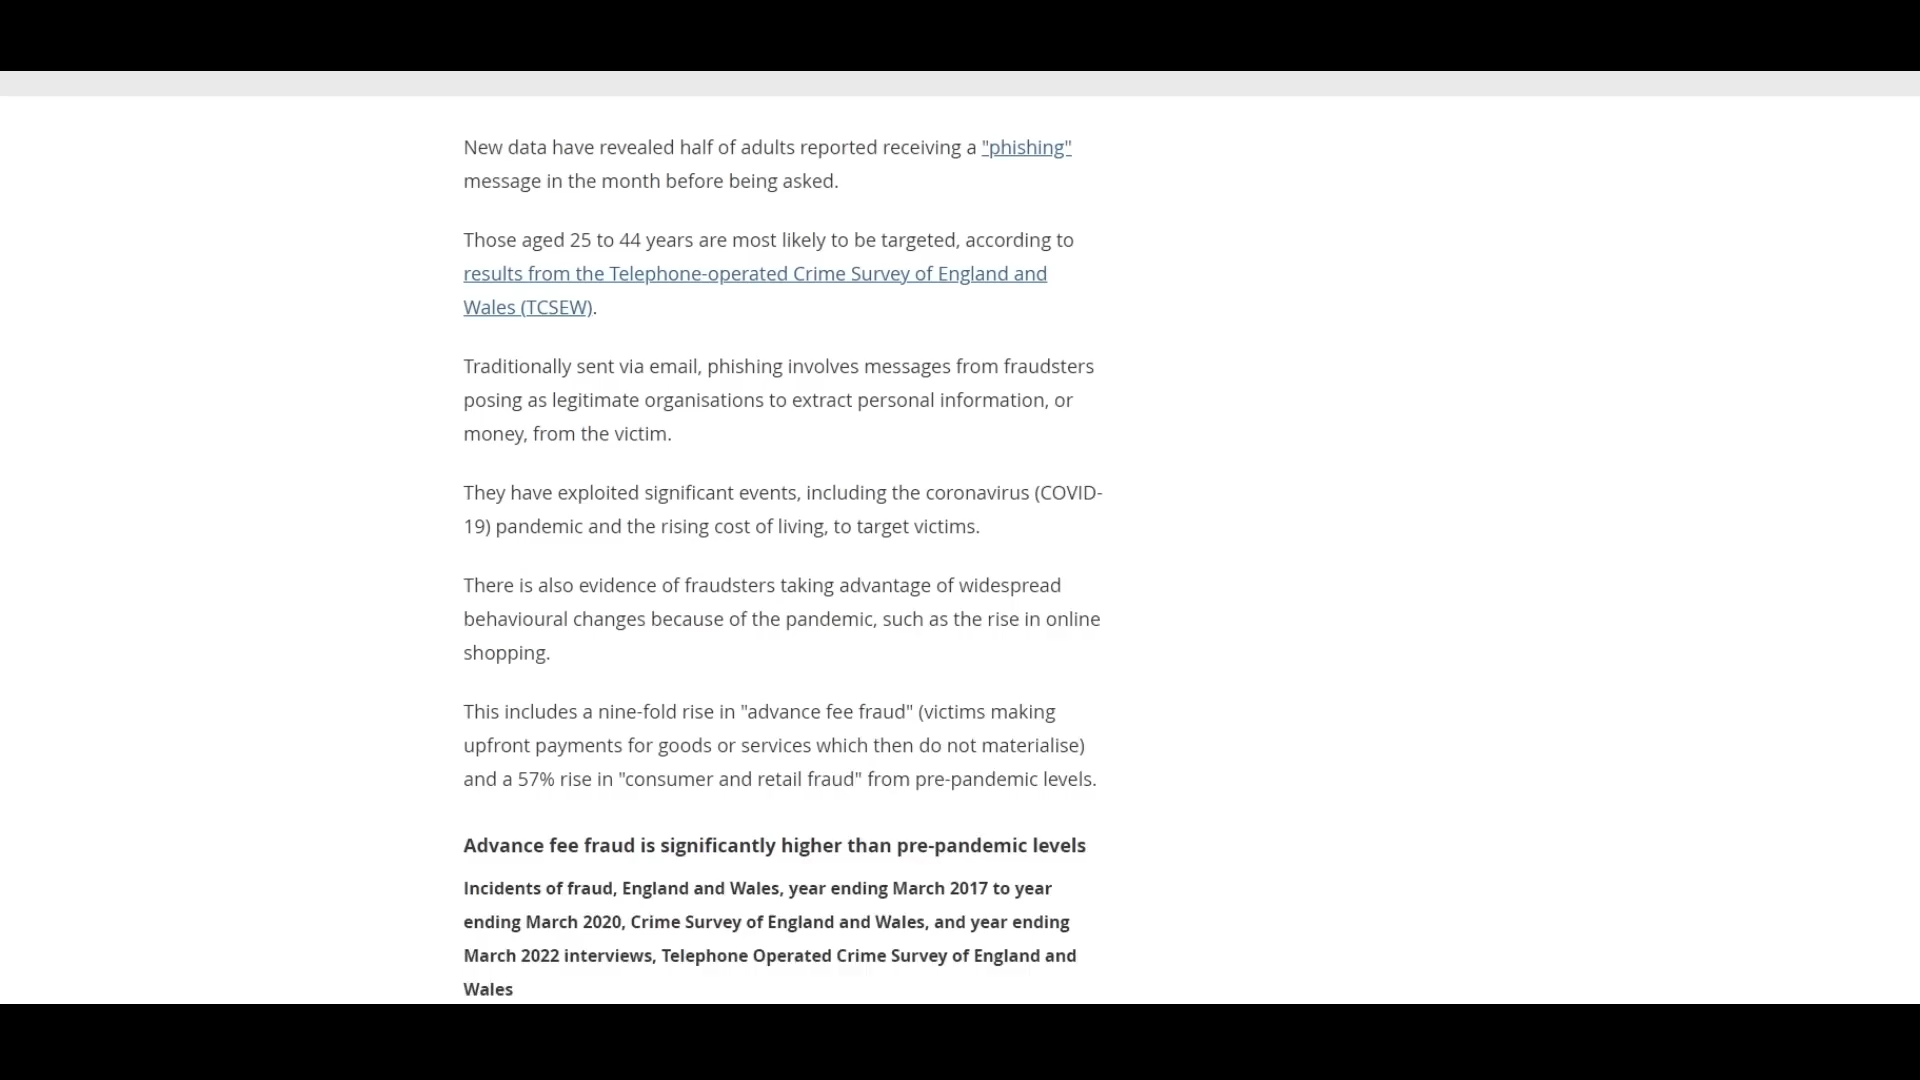 New data have revealed half of adults reported receiving a "phishing"
message in the month before being asked.
Those aged 25 to 44 years are most likely to be targeted, according to
results from the Telephone-operated Crime Survey of England and
Wales (TCSEW).
Traditionally sent via email, phishing involves messages from fraudsters
posing as legitimate organisations to extract personal information, or
money, from the victim.
They have exploited significant events, including the coronavirus (COVID-
19) pandemic and the rising cost of living, to target victims.
There is also evidence of fraudsters taking advantage of widespread
behavioural changes because of the pandemic, such as the rise in online
shopping.
This includes a nine-fold rise in "advance fee fraud" (victims making
upfront payments for goods or services which then do not materialise)
and a 57% rise in "consumer and retail fraud" from pre-pandemic levels.
Advance fee fraud is significantly higher than pre-pandemic levels
Incidents of fraud, England and Wales, year ending March 2017 to year
ending March 2020, Crime Survey of England and Wales, and year ending
March 2022 interviews, Telephone Operated Crime Survey of England and
Wales